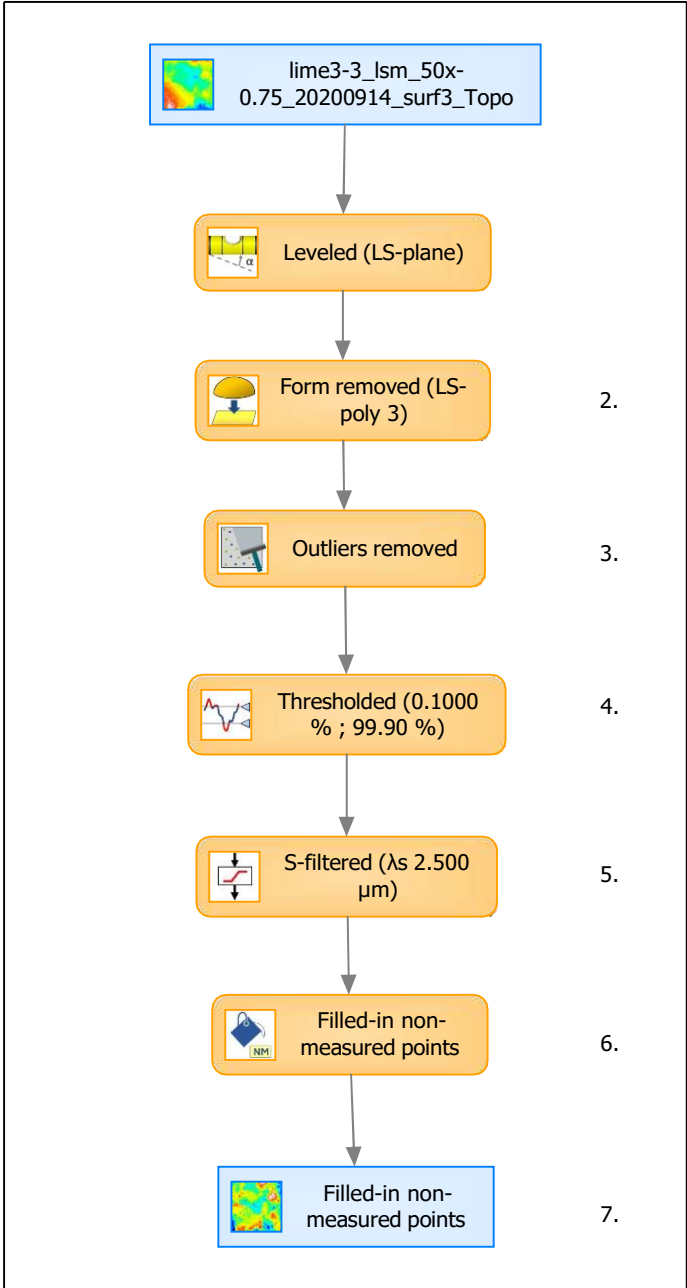 lime3-3_lsm_50x-
0.75_20200914_surf3_Topo
α
Leveled (LS-plane)
Form removed (LS-
poly 3)
2.
Outliers removed
3.
Thresholded (0.1000
% ; 99.90 %)
4.
S-filtered (λs 2.500
µm)
5.
Filled-in non-
measured points
NM
6.
Filled-in non-
measured points
7.